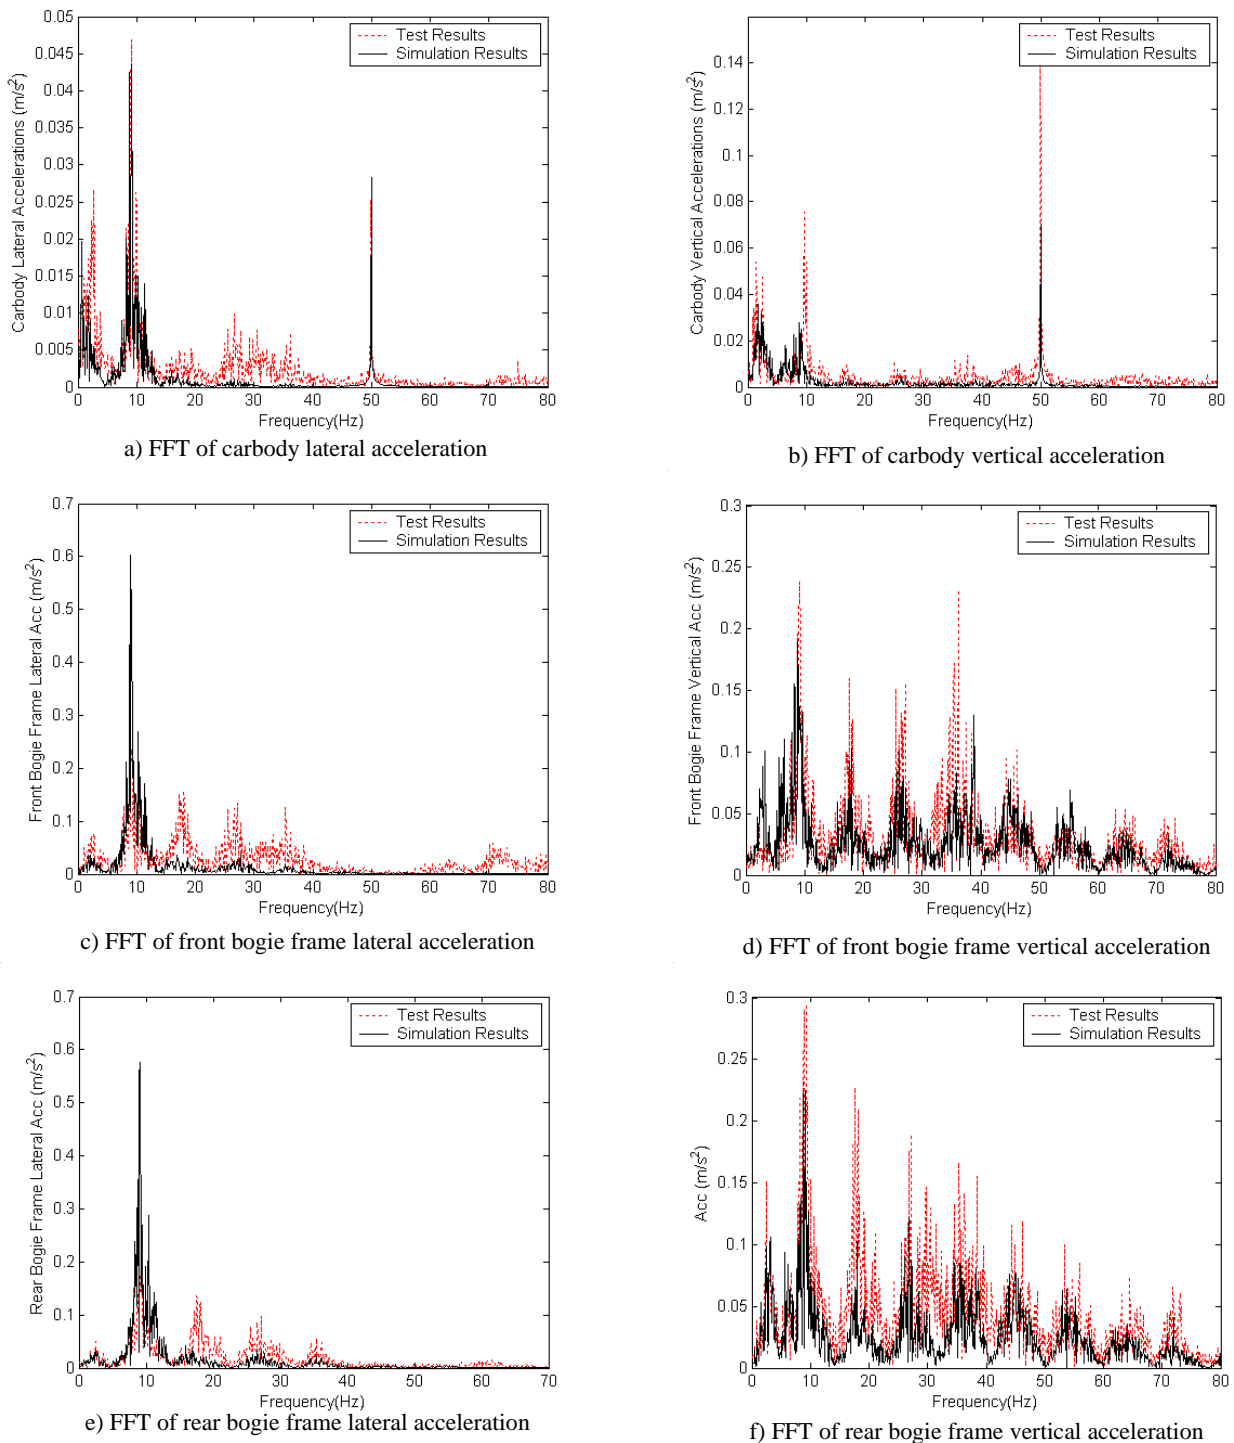 0.05
0.045
0.04
0.035
0.03
0.025
0.02
0.015
0.01
0.005
0
Carbody Lateral Accelerations (m/s²)
Test Results
Simulation Results
0 10 20 30 40 50 60 70 80
Frequency(Hz)
a) FFT of carbody lateral acceleration
0.14
0.12
0.1
0.08
0.06
0.04
0.02
0
Carbody Vertical Accelerations (m/s²)
Test Results
Simulation Results
0 10 20 30 40 50 60 70 80
Frequency(Hz)
b) FFT of carbody vertical acceleration
0.7
0.6
0.5
0.4
0.3
0.2
0.1
0
Front Bogie Frame Lateral Acc (m/s²)
Test Results
Simulation Results
0 10 20 30 40 50 60 70 80
Frequency(Hz)
c) FFT of front bogie frame lateral acceleration
0.3
0.25
0.2
0.15
0.1
0.05
0
Front Bogie Frame Vertical Acc (m/s²)
Test Results
Simulation Results
0 10 20 30 40 50 60 70 80
Frequency(Hz)
d) FFT of front bogie frame vertical acceleration
0.7
0.6
0.5
0.4
0.3
0.2
0.1
0
Rear Bogie Frame Lateral Acc (m/s²)
Test Results
Simulation Results
0 10 20 30 40 50 60 70
Frequency(Hz)
e) FFT of rear bogie frame lateral acceleration
0.3
0.25
0.2
0.15
0.1
0.05
0
Acc (m/s²)
Test Results
Simulation Results
0 10 20 30 40 50 60 70 80
Frequency(Hz)
f) FFT of rear bogie frame vertical acceleration